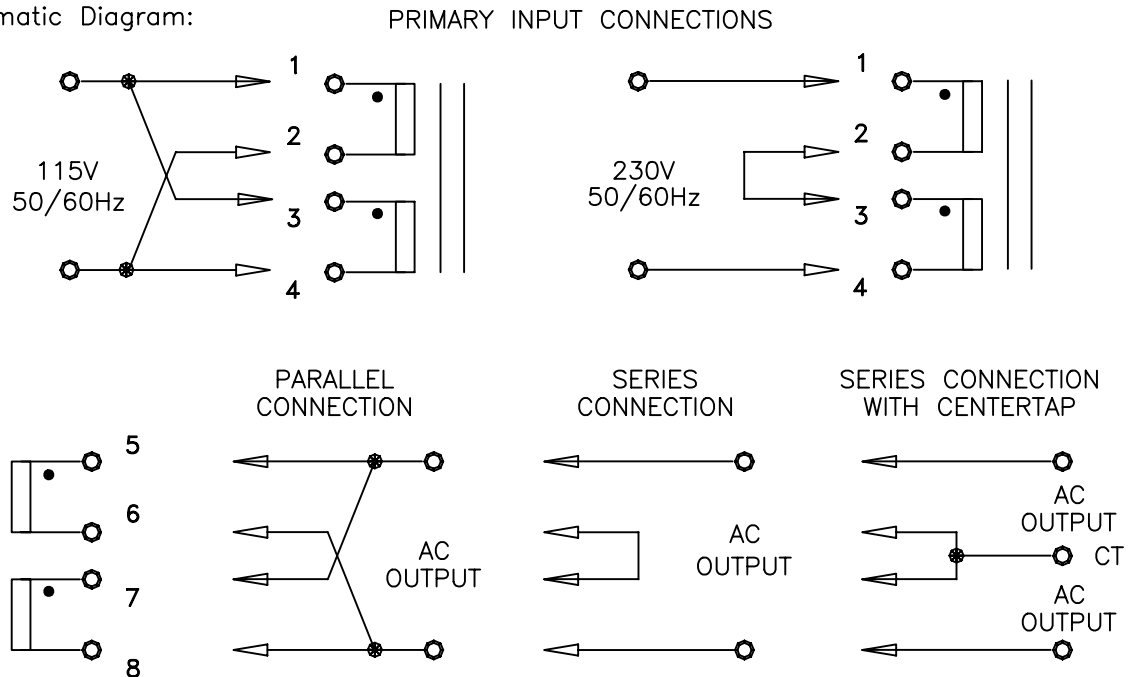 matic Diagram:
PRIMARY INPUT CONNECTIONS
1
2
3
4
115V
50/60Hz
1
2
3
4
230V
50/60Hz
5
6
7
8
PARALLEL
CONNECTION
AC
OUTPUT
SERIES
CONNECTION
AC
OUTPUT
SERIES CONNECTION
WITH CENTERTAP
AC
OUTPUT
CT
AC
OUTPUT